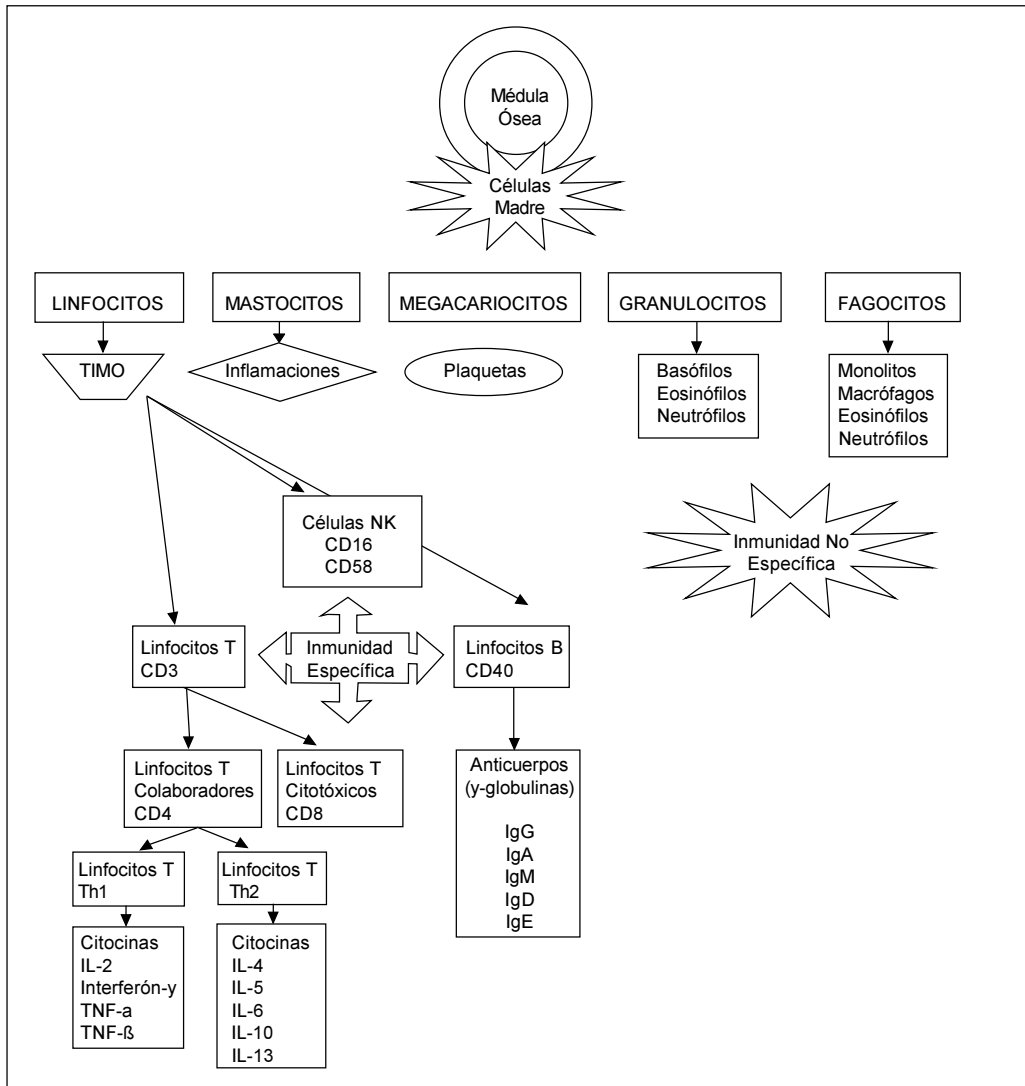 Médula
Ósea
Células
Madre
LINFOCITOS
MASTOCITOS
MEGACARIOCITOS
GRANULOCITOS
FAGOCITOS
TIMO
Inflamaciones
Plaquetas
Basófilos
Eosinófilos
Neutrófilos
Monolitos
Macrófagos
Eosinófilos
Neutrófilos
Células NK
CD16
CD58
Inmunidad No
Específica
Linfocitos T
CD3
Inmunidad
Específica
Linfocitos B
CD40
Linfocitos T
Colaboradores
CD4
Linfocitos T
Citotóxicos
CD8
Anticuerpos
(y-globulinas)
IgG
IgA
IgM
IgD
IgE
Linfocitos T
Th1
Linfocitos T
Th2
Citocinas
IL-2
Interferón-y
TNF-a
TNF-ß
Citocinas
IL-4
IL-5
IL-6
IL-10
IL-13